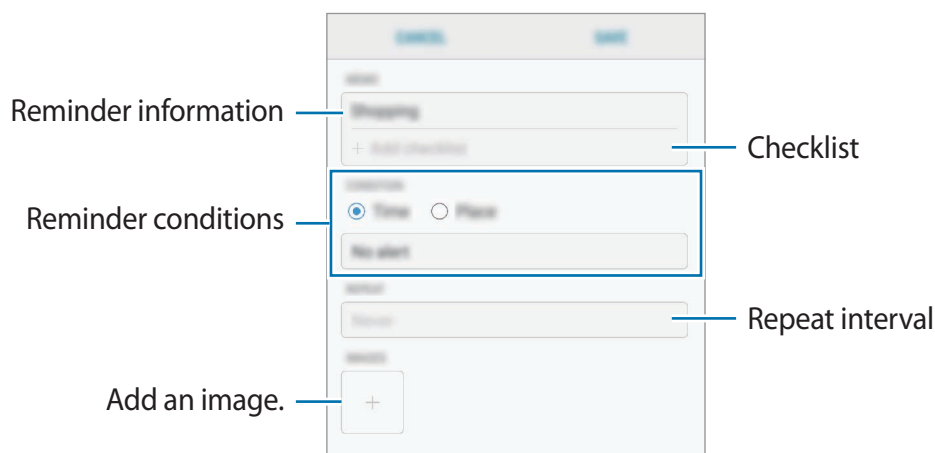 CANCEL SAVE
Reminder information
Shopping
+ Add checklist
Checklist
Reminder conditions
CONDITION
Time Place
No alert
REPEAT
Never
Repeat interval
IMAGES
Add an image.
+